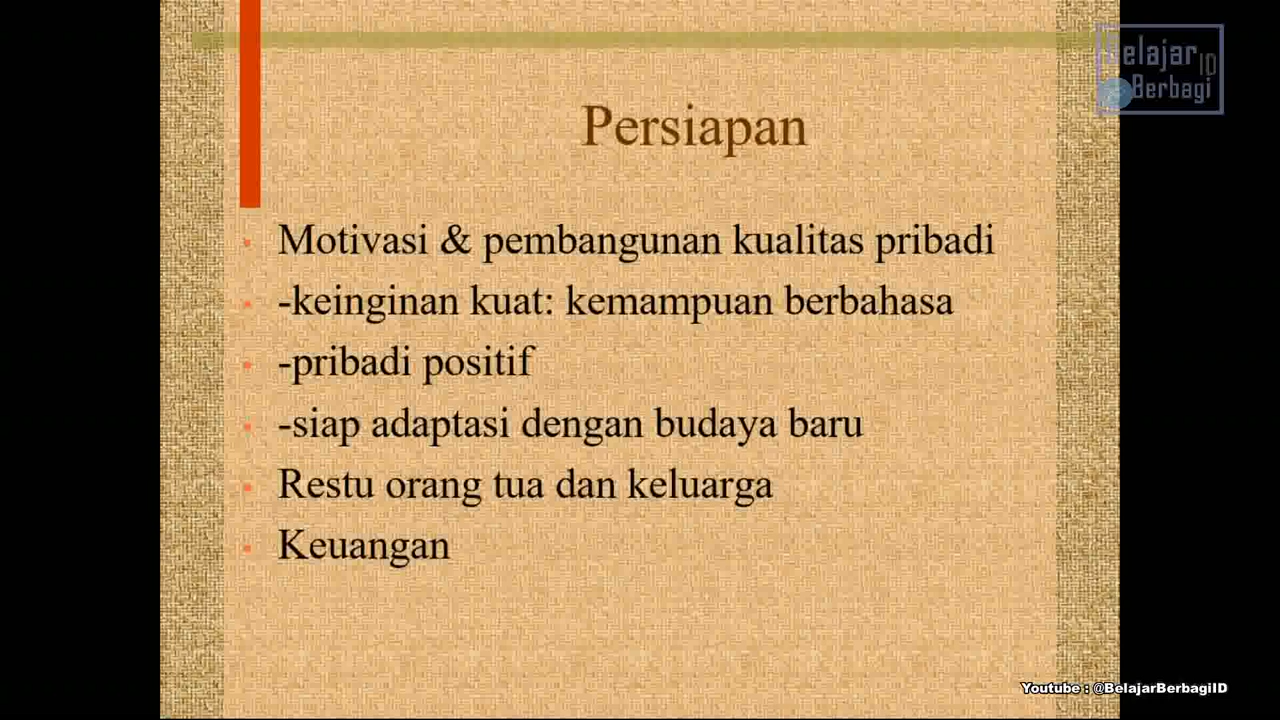 Belajar ID
Berbagi
Persiapan
Motivasi & pembangunan kualitas pribadi
-keinginan kuat: kemampuan berbahasa
-pribadi positif
-siap adaptasi dengan budaya baru
Restu orang tua dan keluarga
Keuangan
Youtube : @BelajarBerbagiID